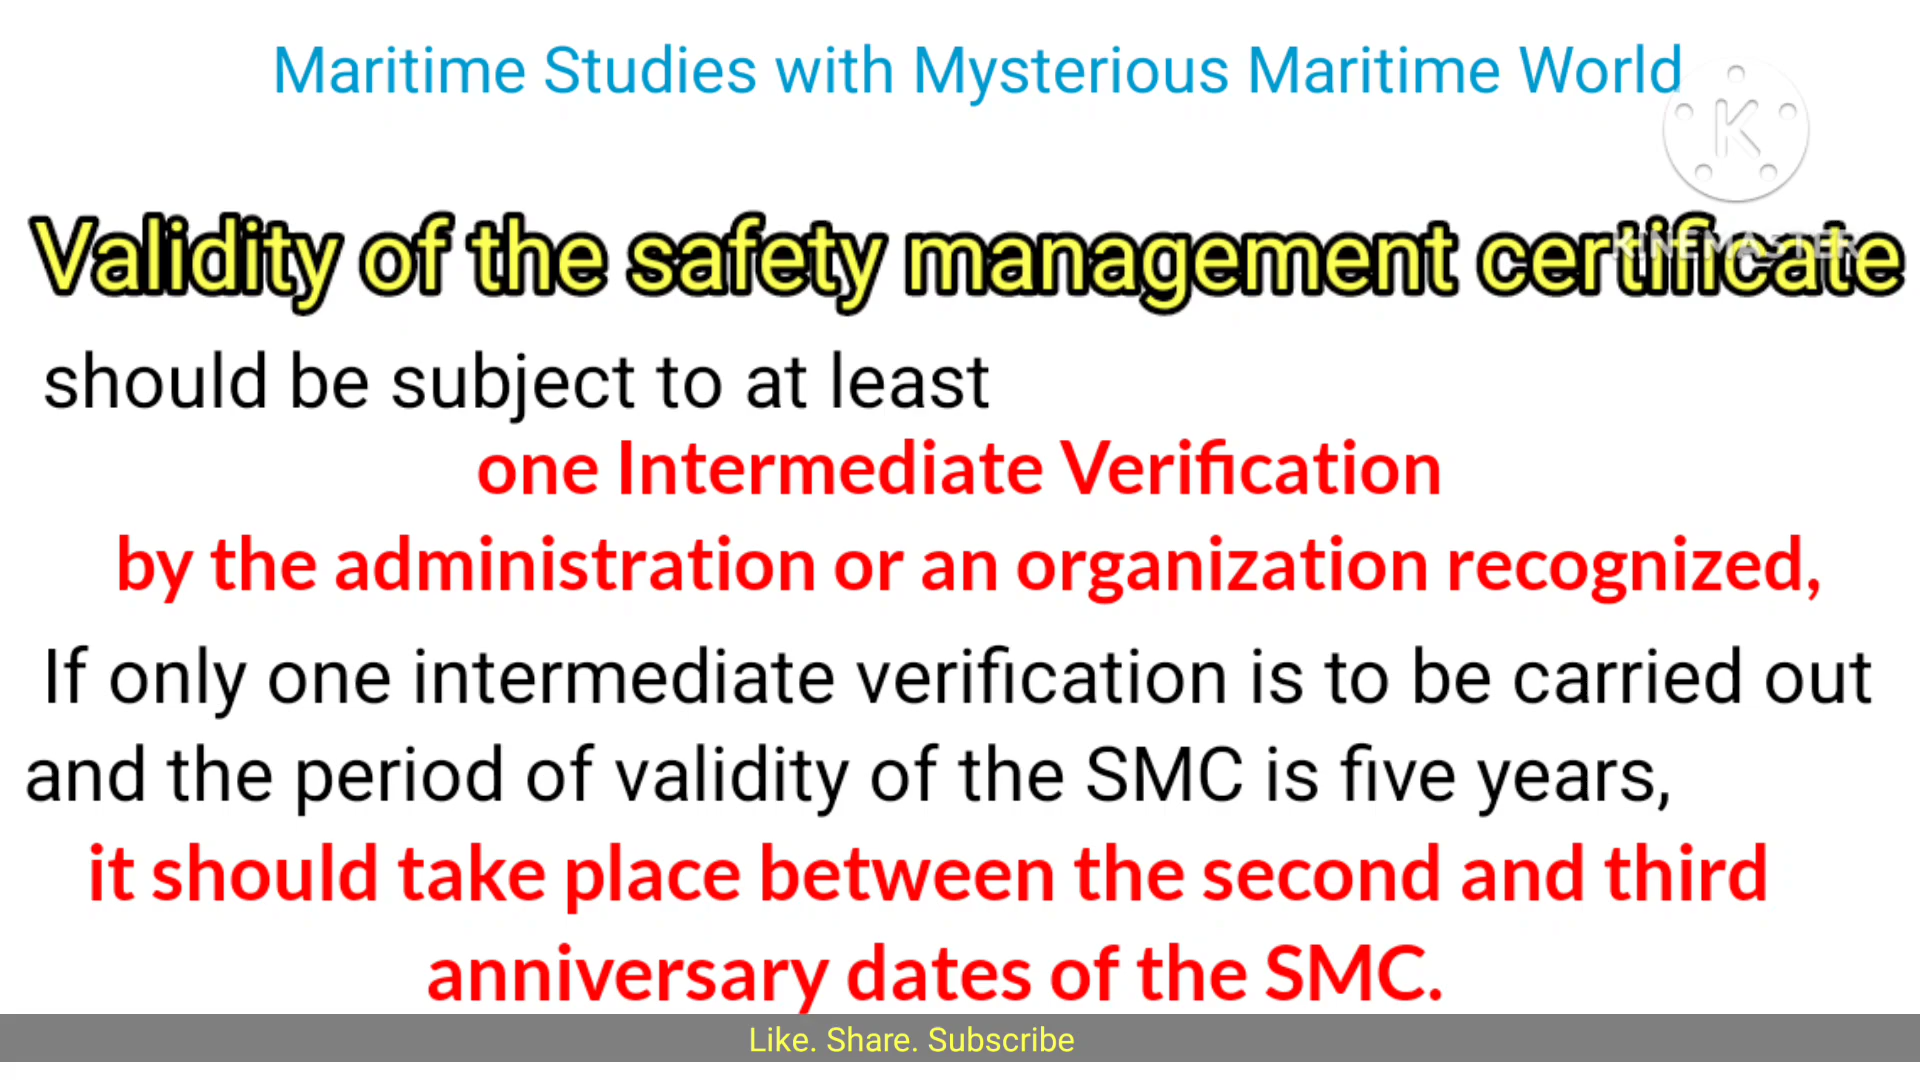 Maritime Studies with Mysterious Maritime World
K
KINEMASTER
Validity of the safety management certificate
should be subject to at least
one Intermediate Verification
by the administration or an organization recognized,
If only one intermediate verification is to be carried out
and the period of validity of the SMC is five years,
it should take place between the second and third
anniversary dates of the SMC.
Like. Share. Subscribe